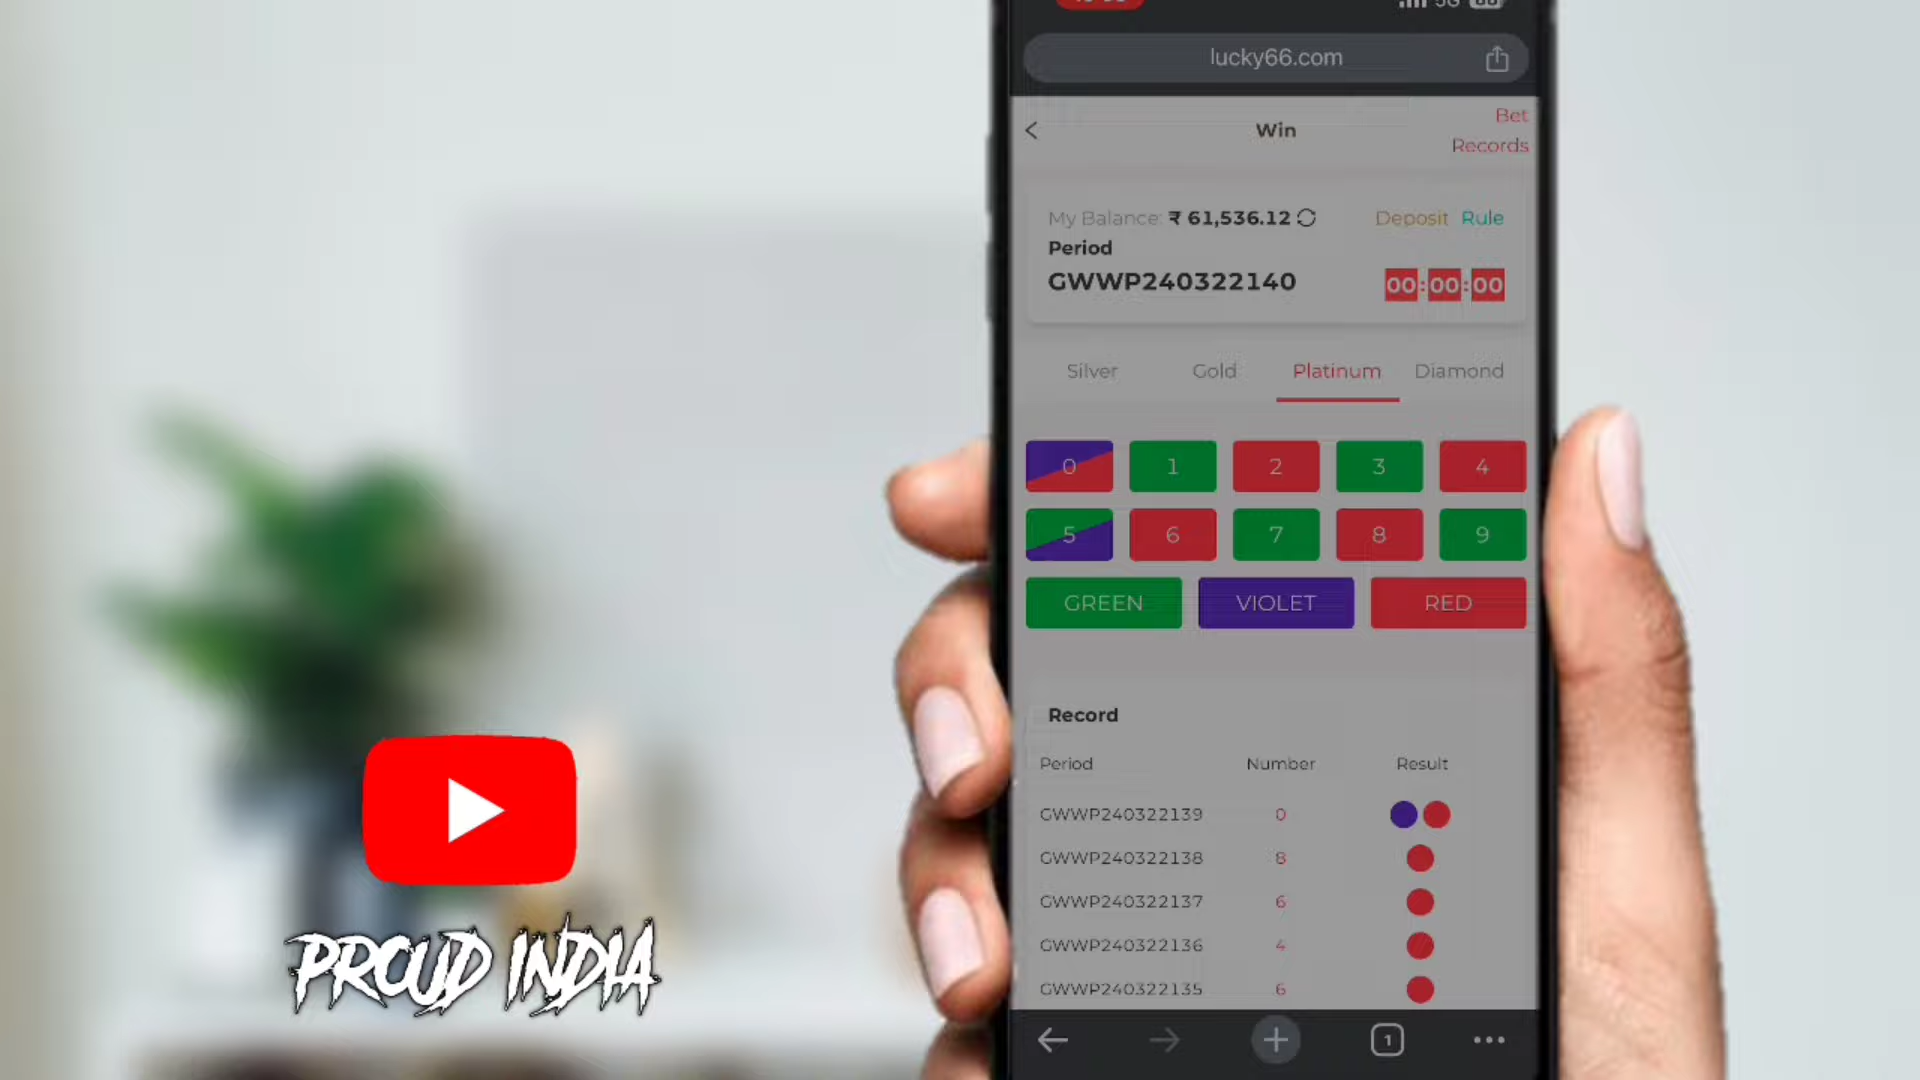 5G
lucky66.com
Win
Bet
Records
My Balance: ₹ 61,536.12
Deposit Rule
Period
GWWP240322140
00:00:00
Silver Gold Platinum Diamond
0 1 2 3 4
5 6 7 8 9
GREEN VIOLET RED
Record
Period Number Result
GWWP240322139 0
GWWP240322138 8
GWWP240322137 6
GWWP240322136 4
GWWP240322135 6
1
PROUD INDIA